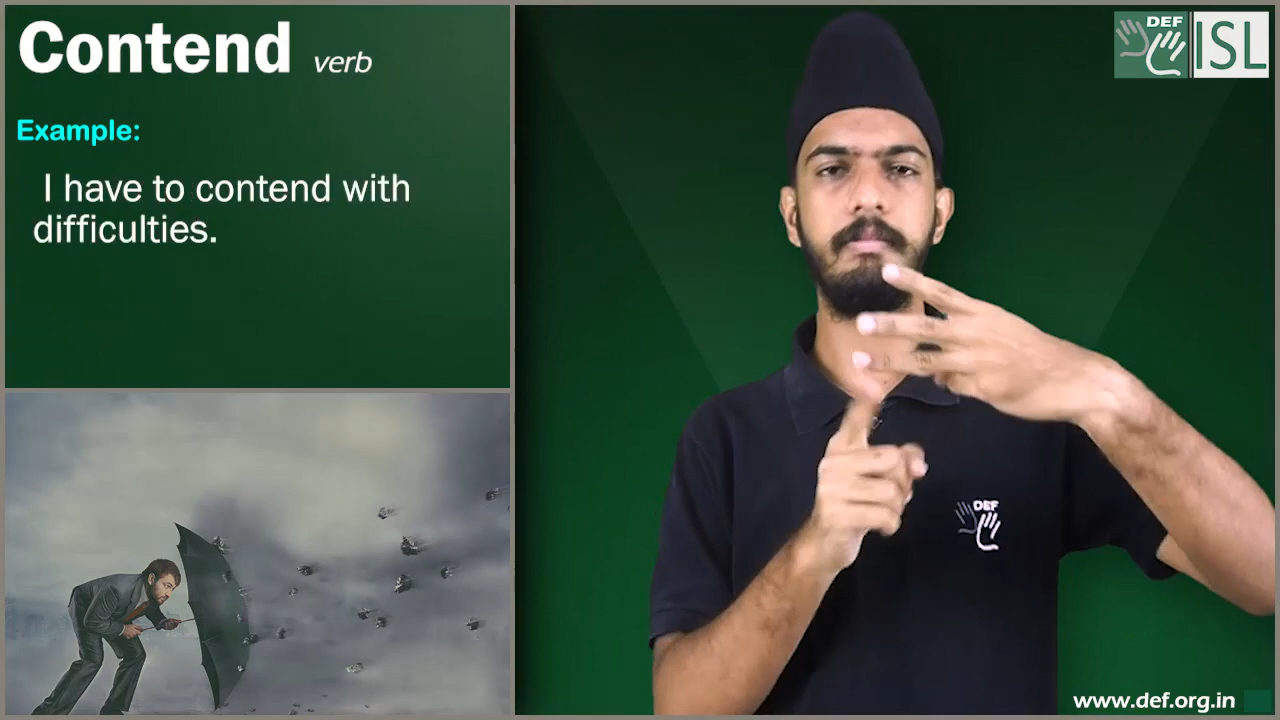 Contend verb
Example:
I have to contend with
difficulties.
DEF
ISL
DEF
www.def.org.in